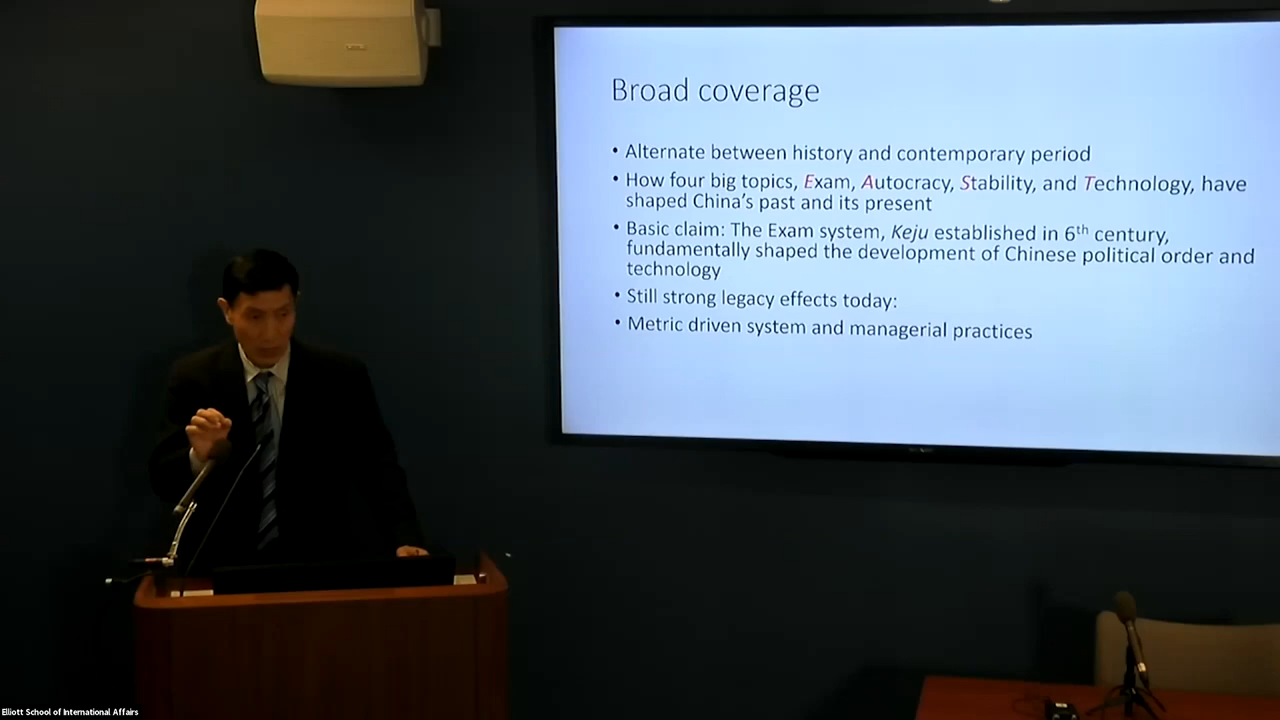 Broad coverage
• Alternate between history and contemporary period
• How four big topics, Exam, Autocracy, Stability, and Technology, have
shaped China's past and its present
• Basic claim: The Exam system, Keju established in 6th century,
fundamentally shaped the development of Chinese political order and
technology
• Still strong legacy effects today:
• Metric driven system and managerial practices
Elliott School of International Affairs